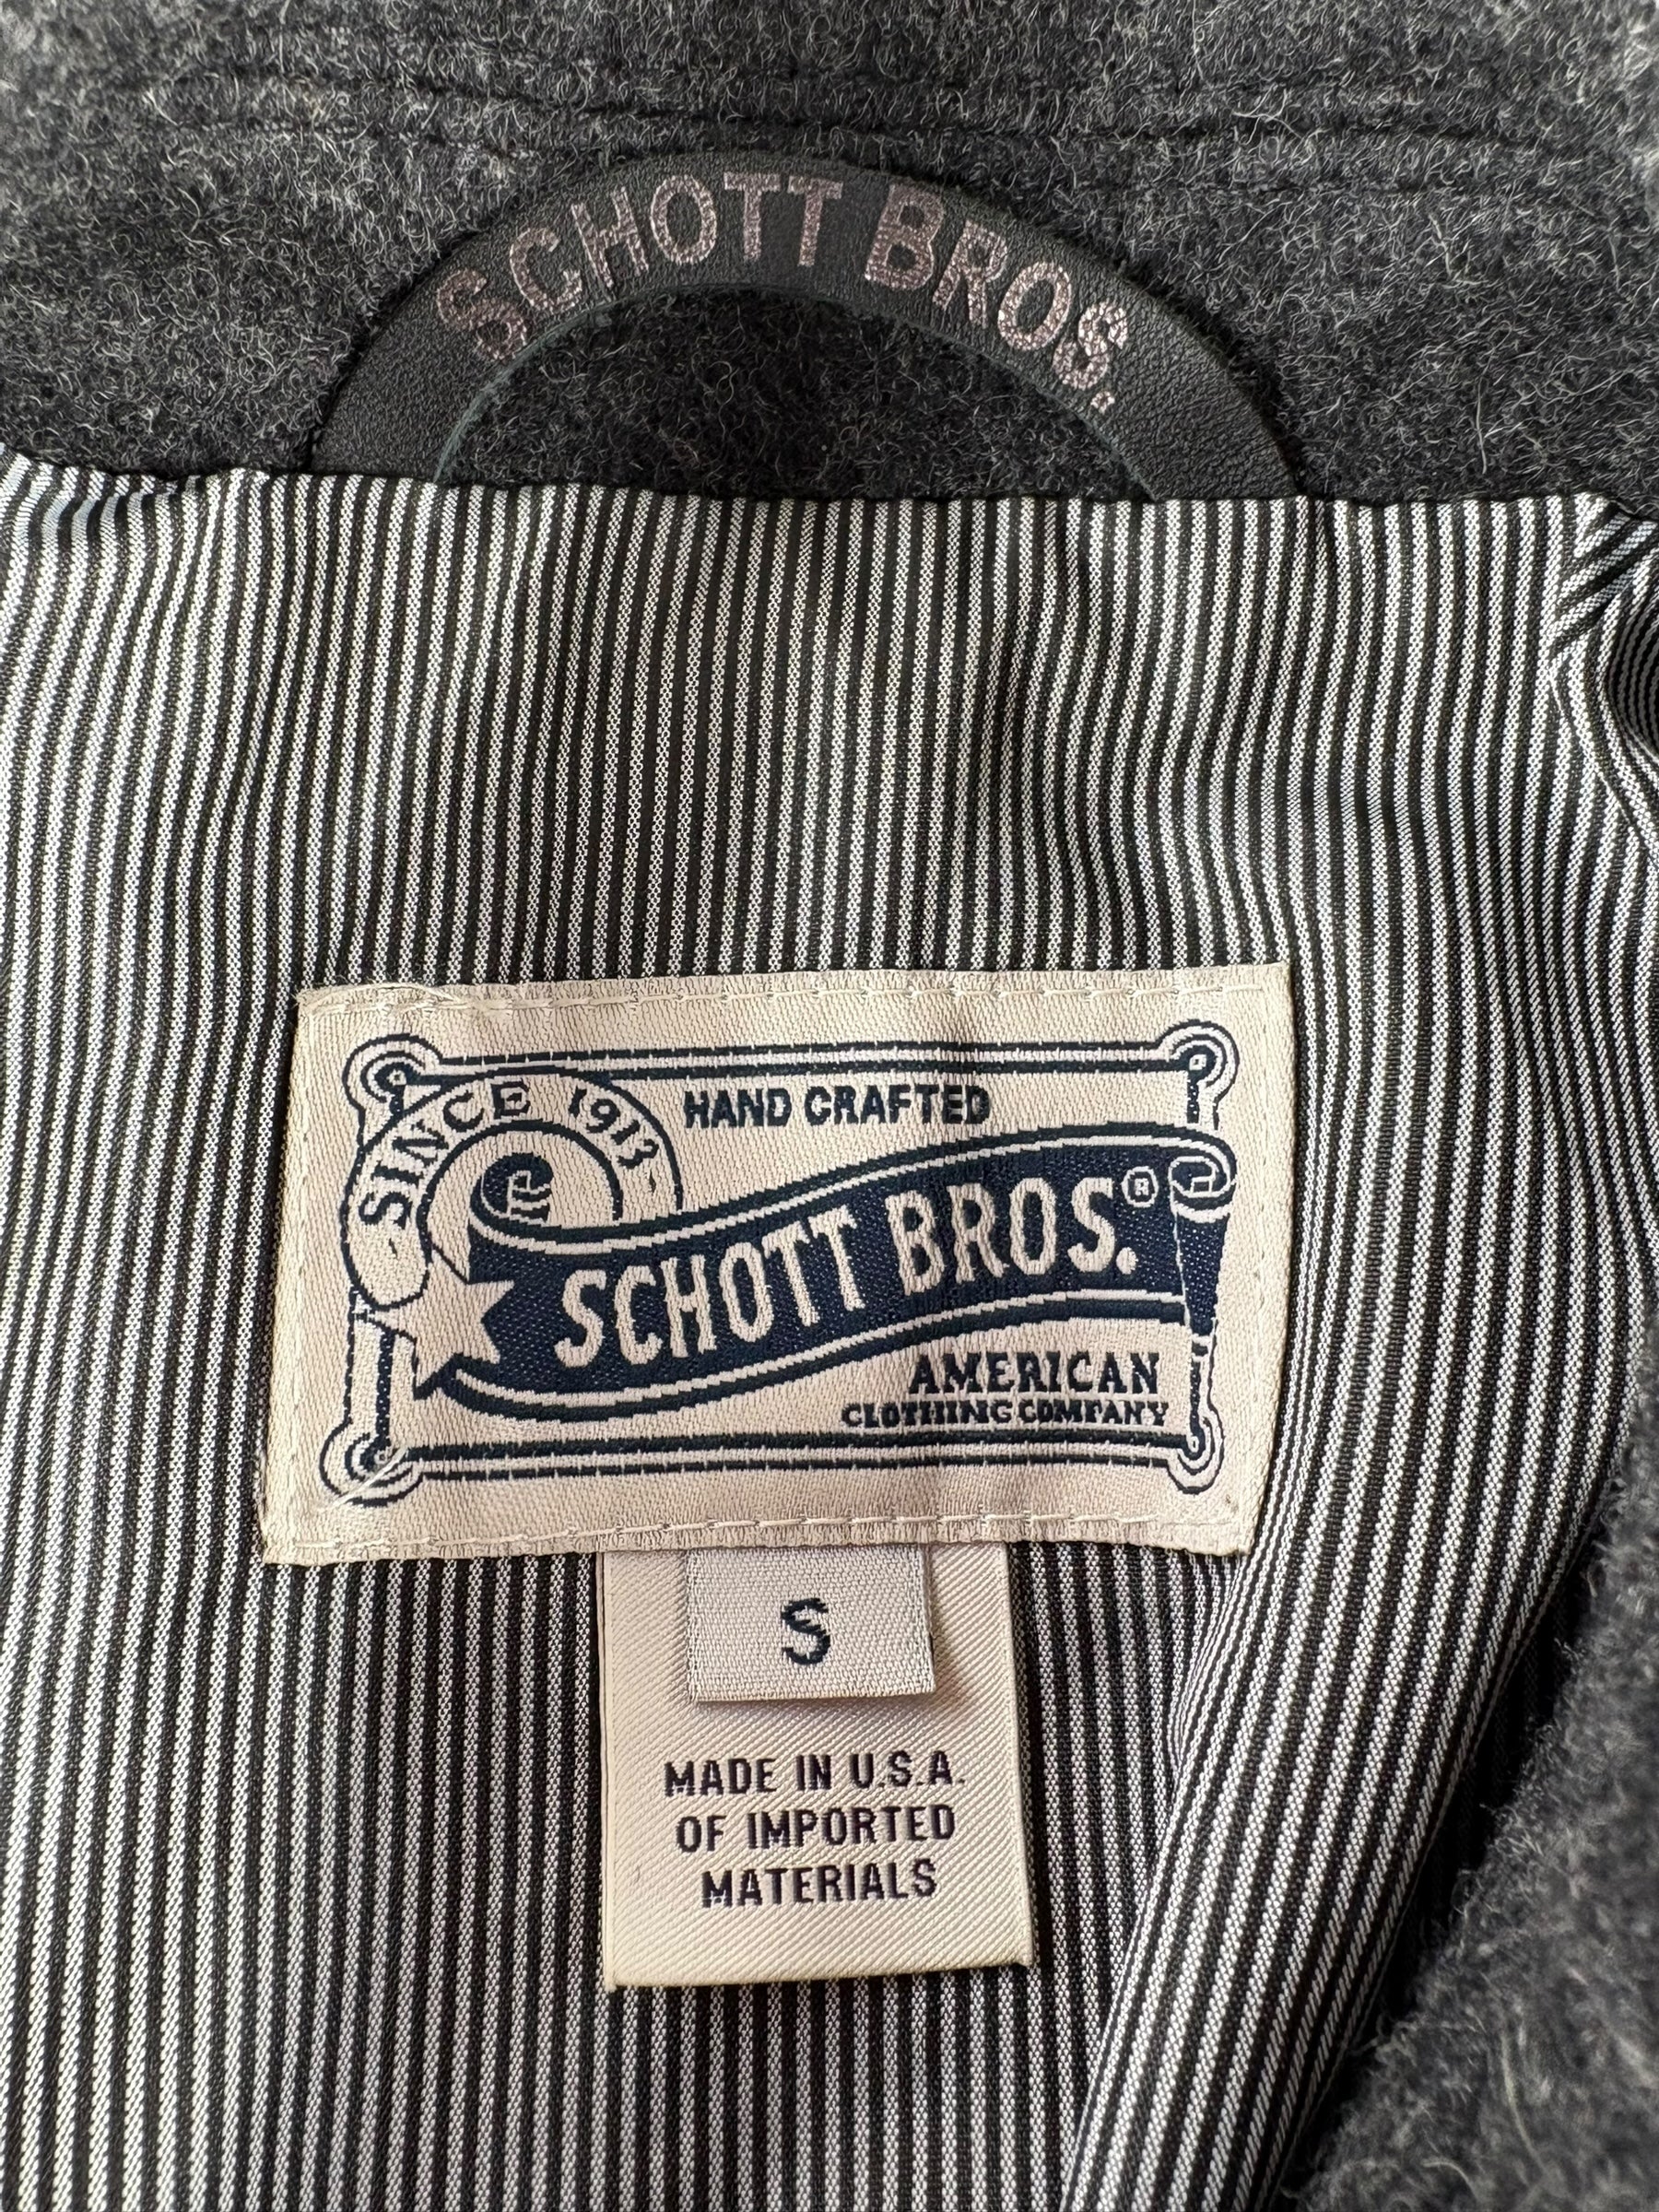 SCHOTT BROS.
SINCE 1913
HAND CRAFTED
SCHOTT BROS.®
AMERICAN
CLOTHING COMPANY
S
MADE IN U.S.A.
OF IMPORTED
MATERIALS